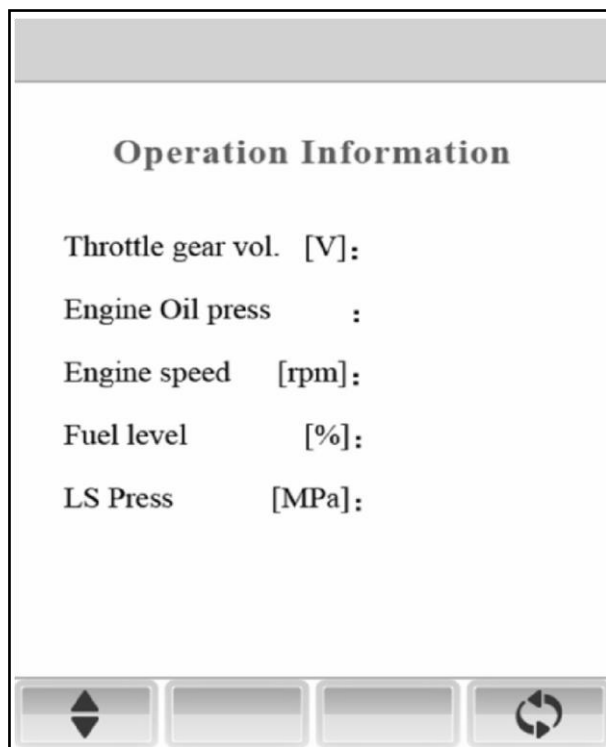 Operation Information
Throttle gear vol. [V]:
Engine Oil press :
Engine speed [rpm]:
Fuel level [%]:
LS Press [MPa]: